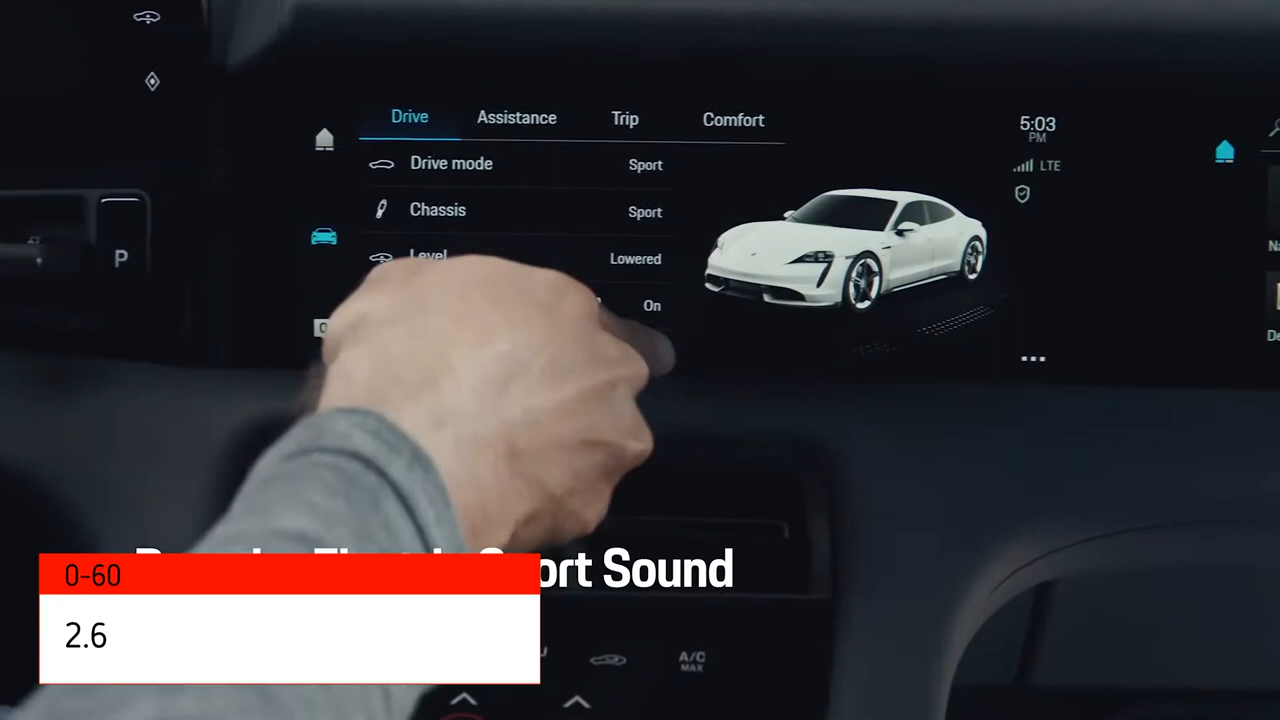 Drive Assistance Trip Comfort
5:03
PM
Drive mode Sport
LTE
Chassis Sport
P
Level Lowered
On
Sport Sound
0-60
2.6
A/C
MAX